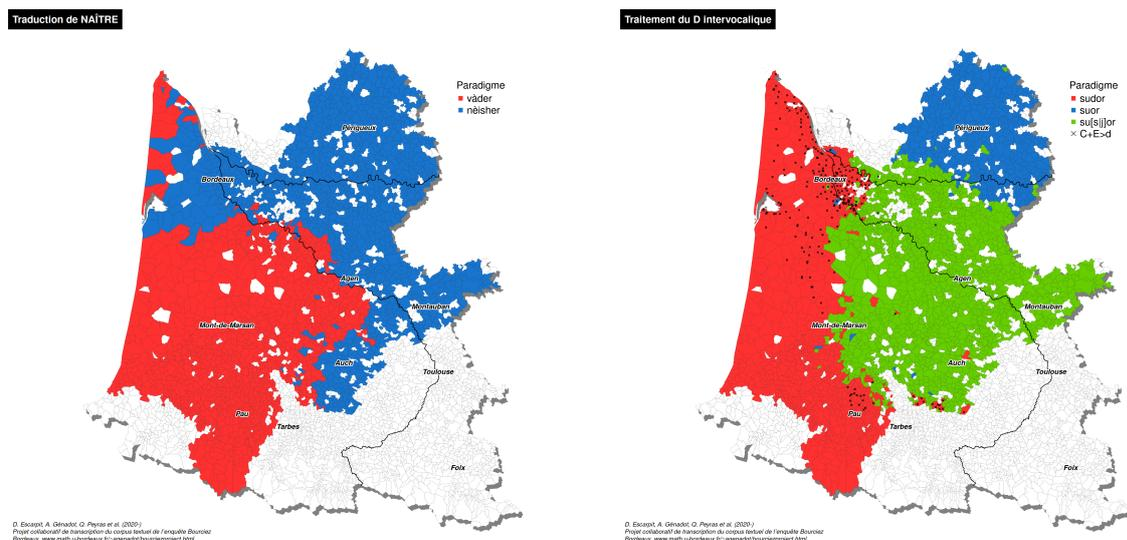 Traduction de NAÎTRE
Paradigme
vàder
nèisher
Périgueux
Bordeaux
Agen
Montauban
Mont-de-Marsan
Auch
Toulouse
Pau
Tarbes
Foix
D. Escarpit, A. Génadot, Q. Peyras et al. (2020-)
Projet collaboratif de transcription du corpus textuel de l'enquête Bourciez
Traitement du D intervocalique
Paradigme
sudor
suor
su[s|j]or
C+E>d
Périgueux
Bordeaux
Agen
Montauban
Mont-de-Marsan
Auch
Toulouse
Pau
Tarbes
Foix
D. Escarpit, A. Génadot, Q. Peyras et al. (2020-)
Projet collaboratif de transcription du corpus textuel de l'enquête Bourciez